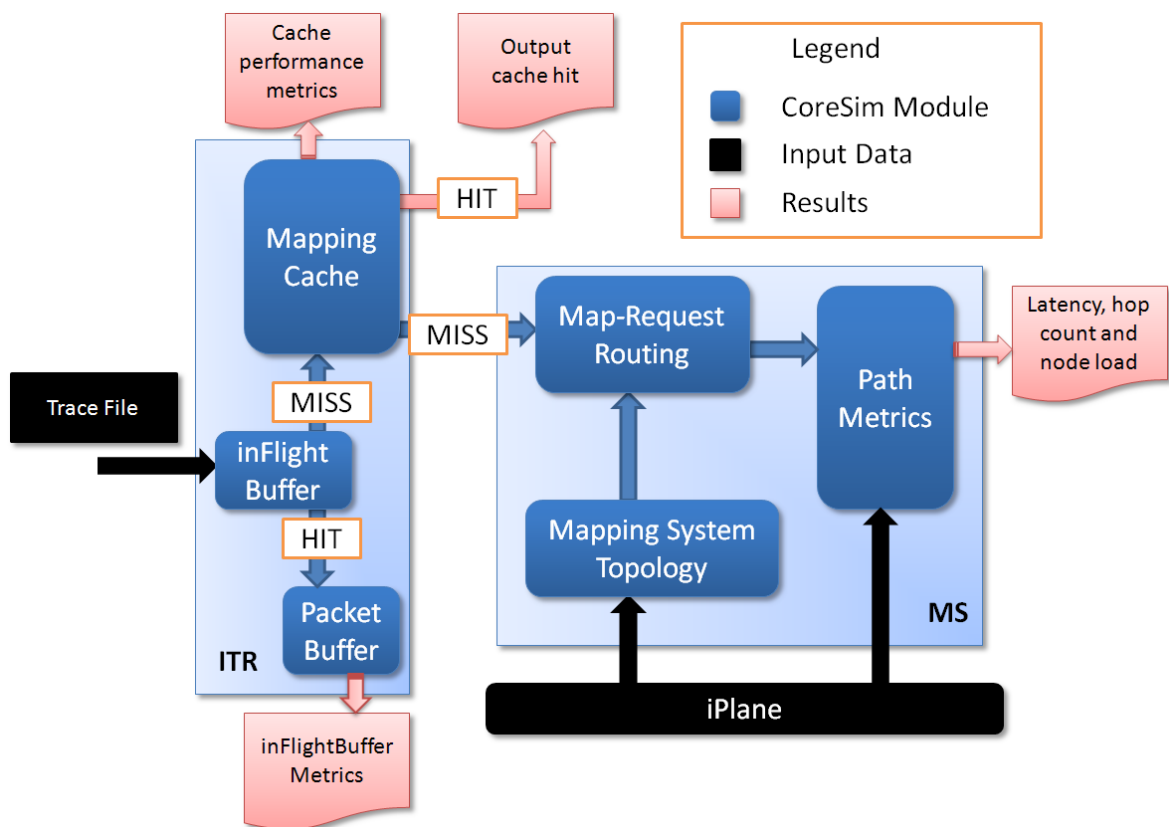 Cache
performance
metrics
Output
cache hit
Legend
CoreSim Module
Input Data
Results
Mapping
Cache
HIT
MISS
Map-Request
Routing
Path
Metrics
Latency, hop
count and
node load
Trace File
MISS
inFlight
Buffer
HIT
Packet
Buffer
ITR
Mapping System
Topology
MS
iPlane
inFlightBuffer
Metrics